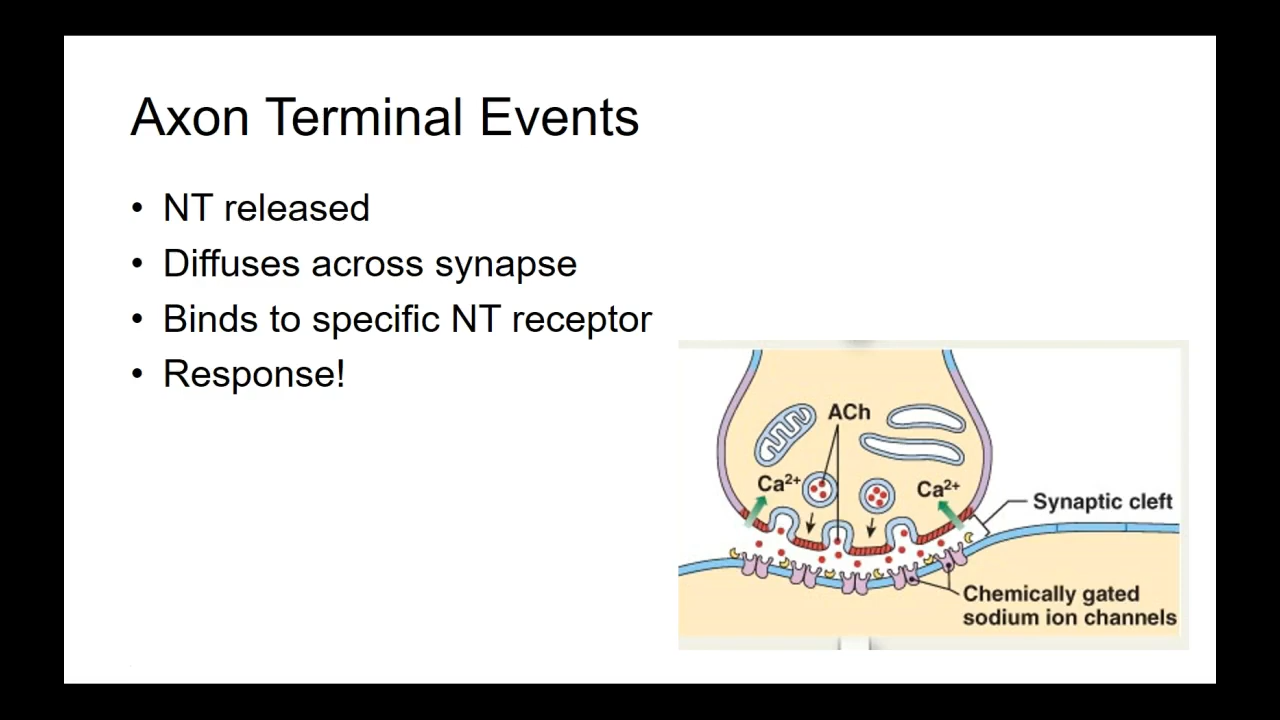 Axon Terminal Events
• NT released
• Diffuses across synapse
• Binds to specific NT receptor
• Response!
ACh
Ca2+
Ca2+
Synaptic cleft
Chemically gated
sodium ion channels